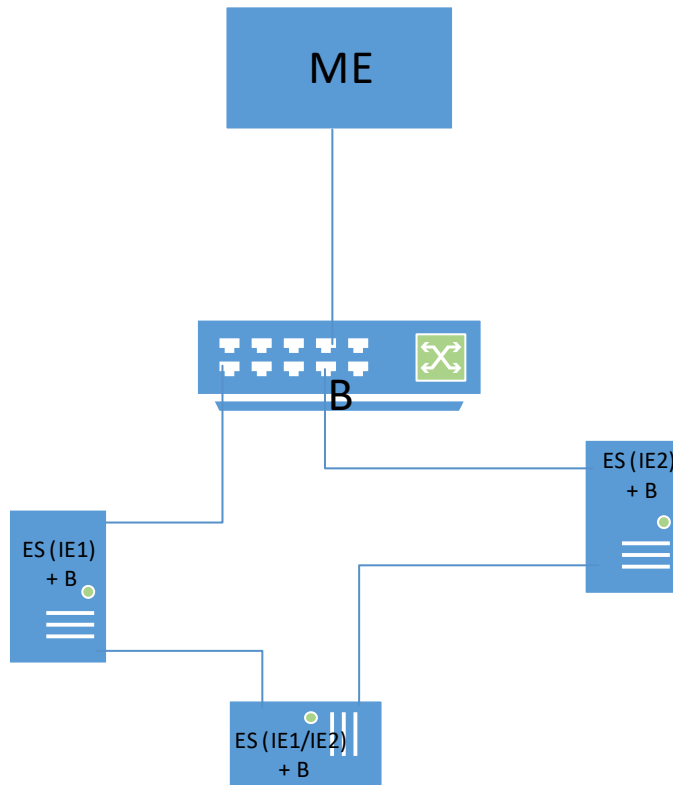 ME
B
ES (IE2)
+ B
ES (IE1)
+ B
ES (IE1/IE2)
+ B